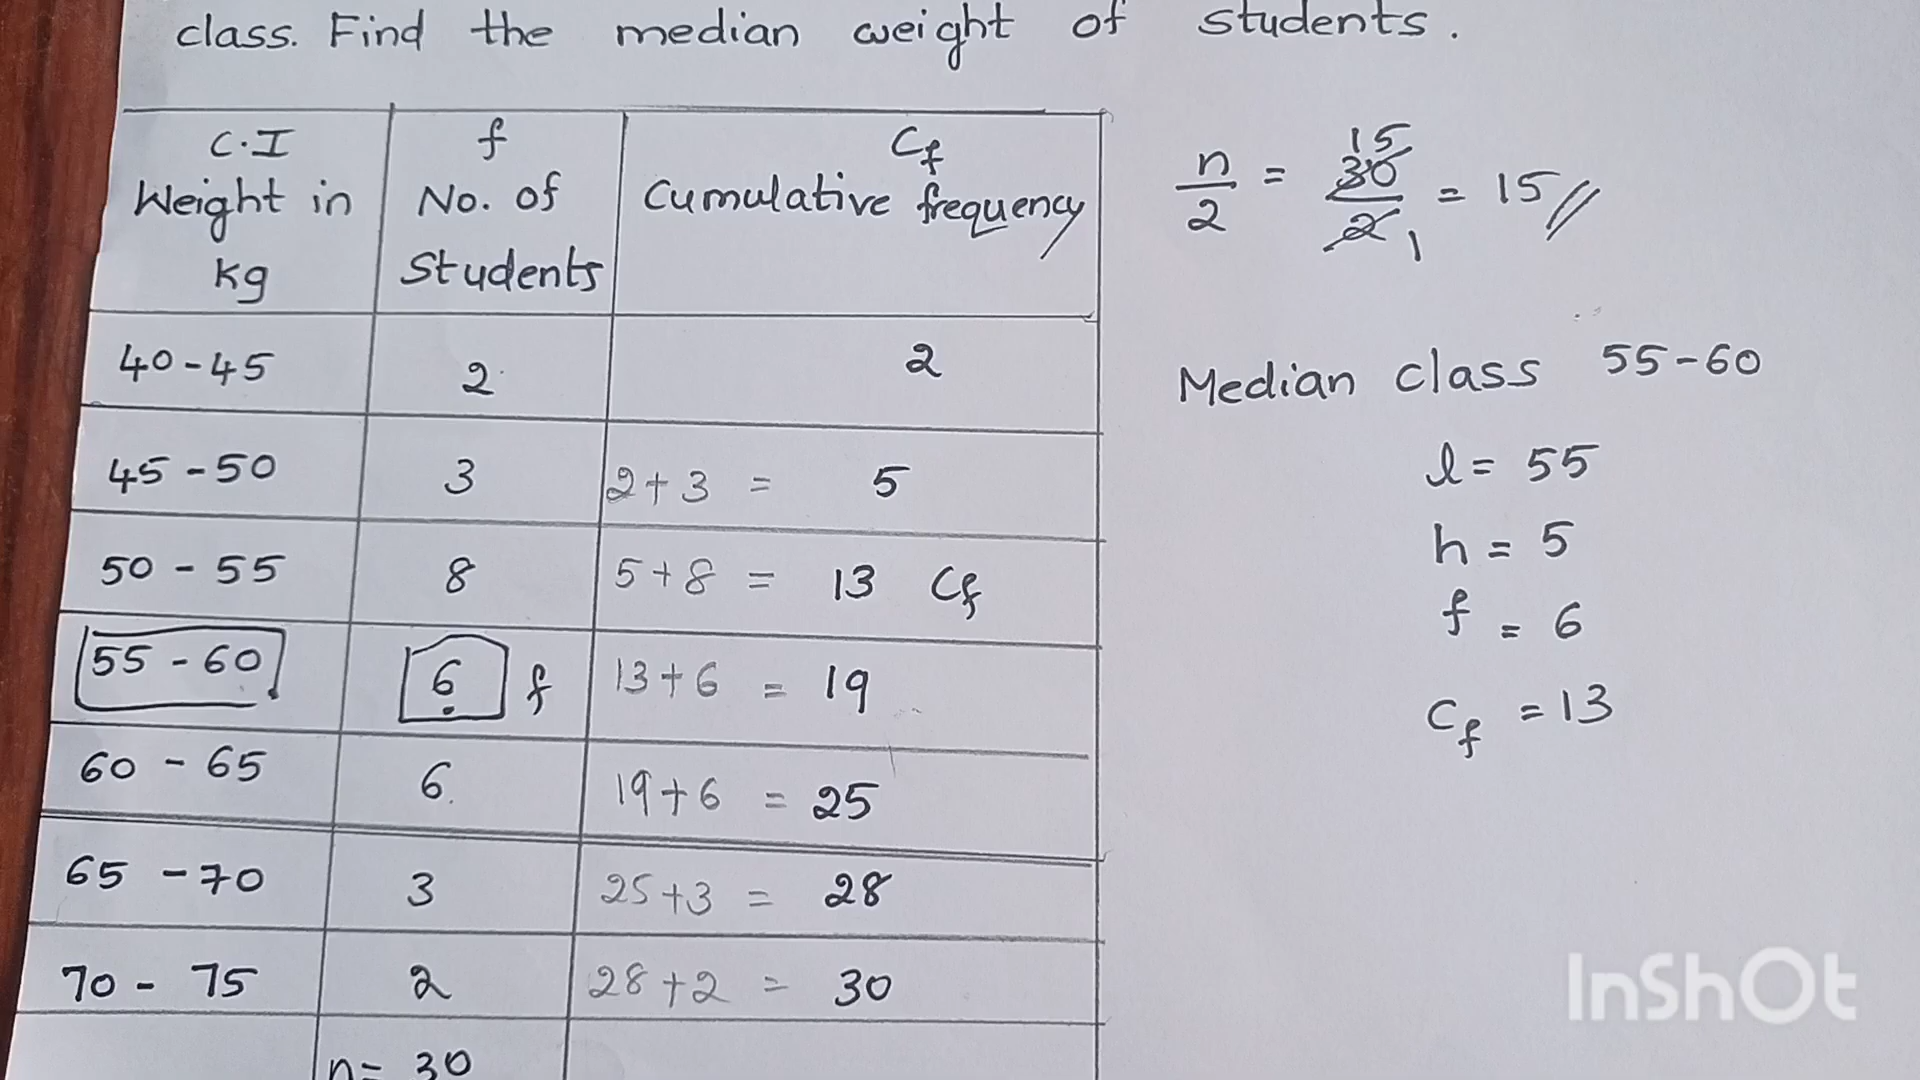 class. Find the median weight of students.
C.I f Cf
Weight in No. of Cumulative frequency
kg Students
40-45 2 2
45-50 3 2+3 = 5
50-55 8 5+8 = 13 Cf
55-60 6 f 13+6 = 19
60-65 6 19+6 = 25
65-70 3 25+3 = 28
70-75 2 28+2 = 30
n= 30
n/2 = 30/2 = 15
15
1
Median class 55-60
l = 55
h = 5
f = 6
Cf = 13
InShOt